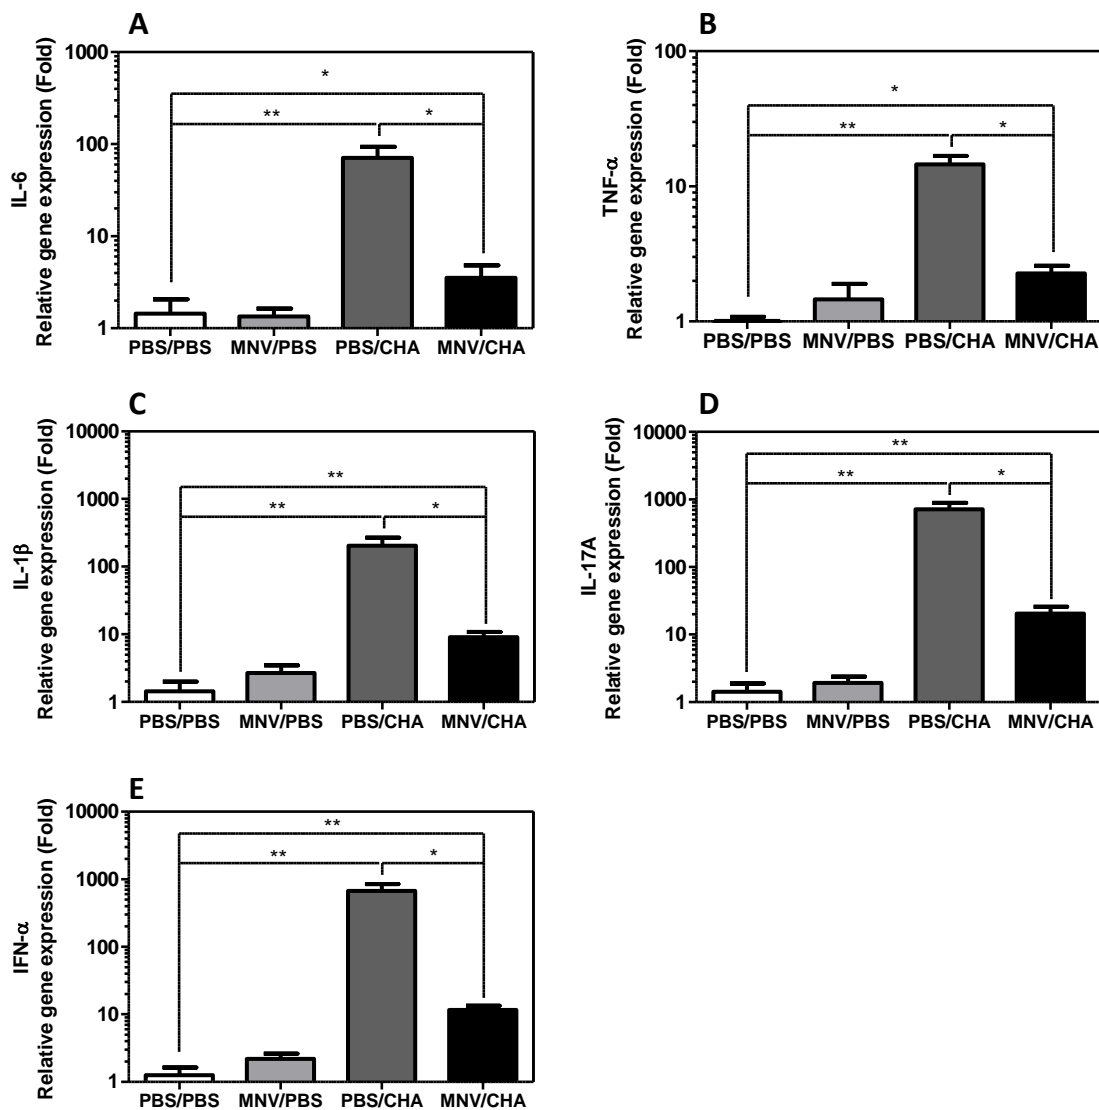 A
IL-6
Relative gene expression (Fold)
1000
100
10
1
*
**
*
PBS/PBS MNV/PBS PBS/CHA MNV/CHA
B
TNF-α
Relative gene expression (Fold)
100
10
1
*
**
*
PBS/PBS MNV/PBS PBS/CHA MNV/CHA
C
IL-1β
Relative gene expression (Fold)
10000
1000
100
10
1
**
**
*
PBS/PBS MNV/PBS PBS/CHA MNV/CHA
D
IL-17A
Relative gene expression (Fold)
10000
1000
100
10
1
**
**
*
PBS/PBS MNV/PBS PBS/CHA MNV/CHA
E
IFN-α
Relative gene expression (Fold)
10000
1000
100
10
1
**
**
*
PBS/PBS MNV/PBS PBS/CHA MNV/CHA